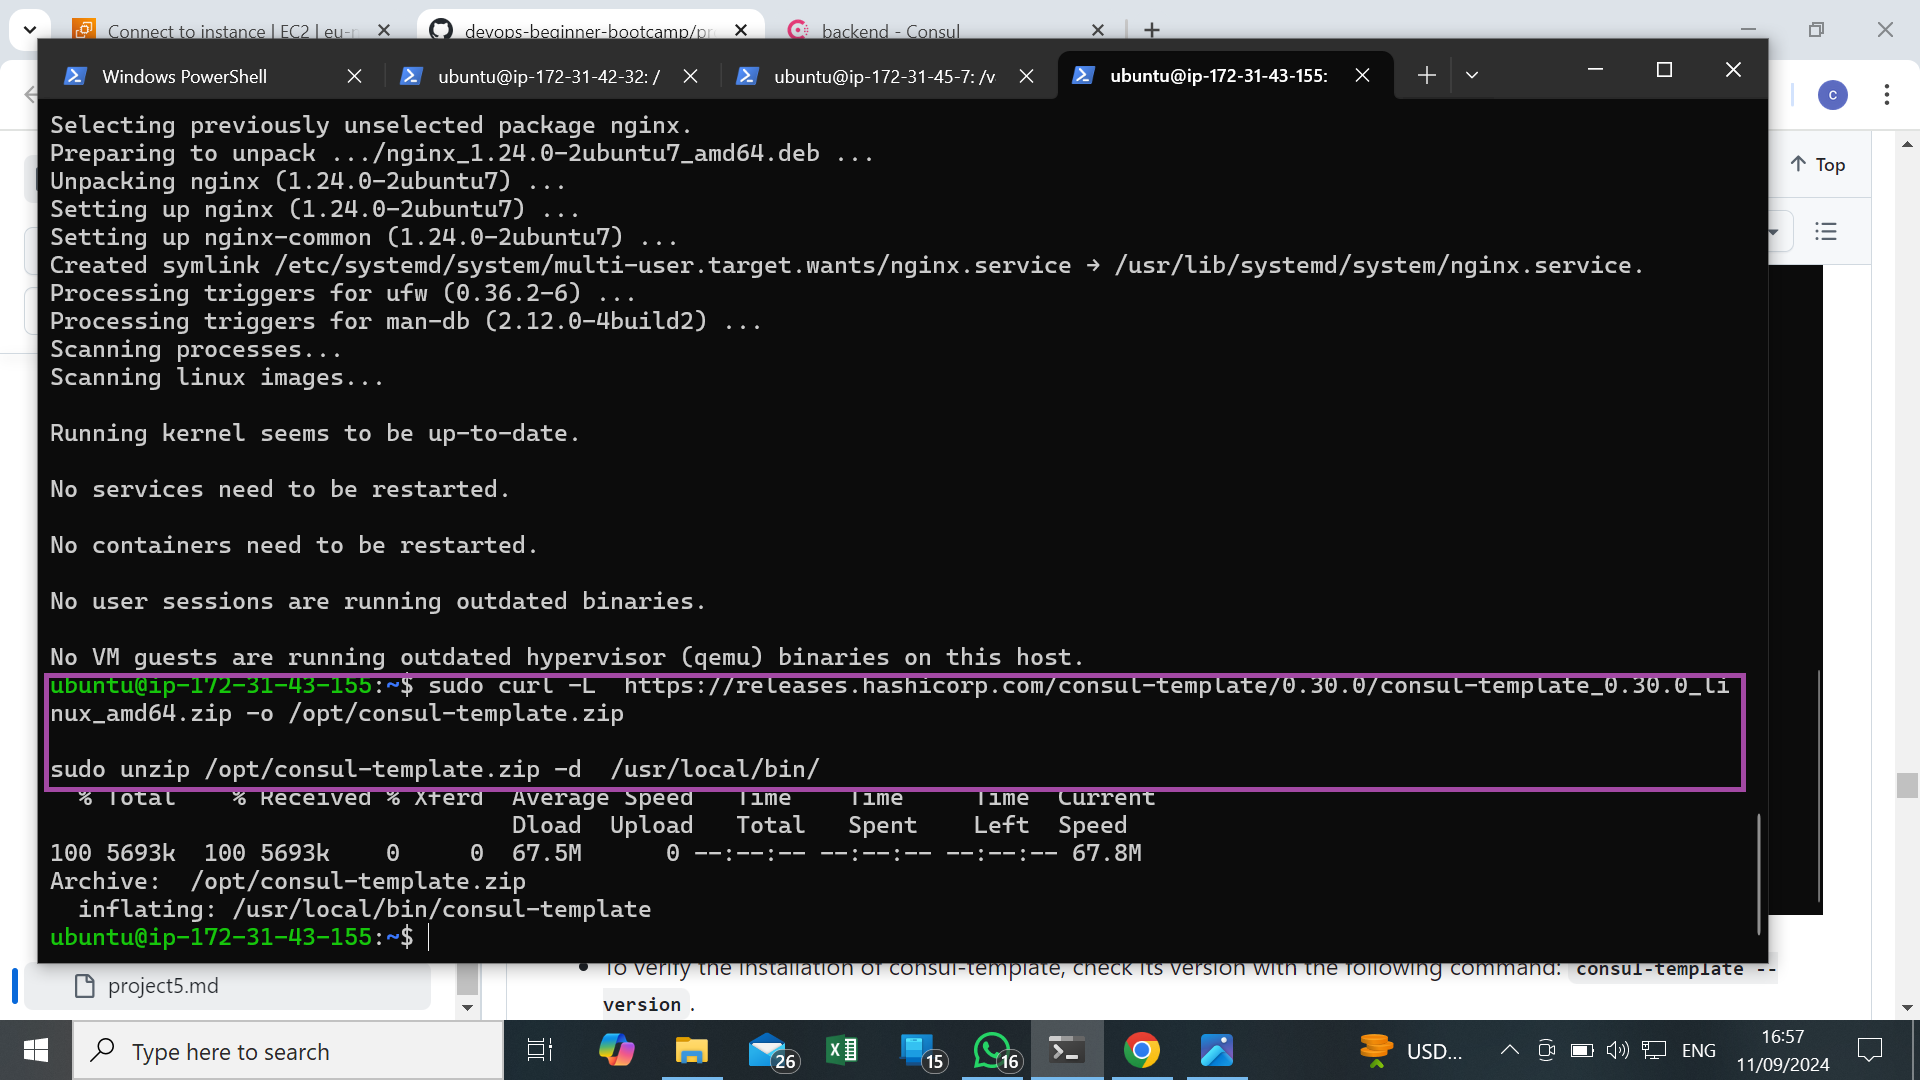 Connect to instance | EC2 | eu-n
devops-beginner-bootcamp/pr
backend - Consul
Windows PowerShell
ubuntu@ip-172-31-42-32: /
ubuntu@ip-172-31-45-7: /v
ubuntu@ip-172-31-43-155:
C
Top
Selecting previously unselected package nginx.
Preparing to unpack .../nginx_1.24.0-2ubuntu7_amd64.deb ...
Unpacking nginx (1.24.0-2ubuntu7) ...
Setting up nginx (1.24.0-2ubuntu7) ...
Setting up nginx-common (1.24.0-2ubuntu7) ...
Created symlink /etc/systemd/system/multi-user.target.wants/nginx.service → /usr/lib/systemd/system/nginx.service.
Processing triggers for ufw (0.36.2-6) ...
Processing triggers for man-db (2.12.0-4build2) ...
Scanning processes...
Scanning linux images...
Running kernel seems to be up-to-date.
No services need to be restarted.
No containers need to be restarted.
No user sessions are running outdated binaries.
No VM guests are running outdated hypervisor (qemu) binaries on this host.
ubuntu@ip-172-31-43-155:~$ sudo curl -L  https://releases.hashicorp.com/consul-template/0.30.0/consul-template_0.30.0_li
nux_amd64.zip -o /opt/consul-template.zip
sudo unzip /opt/consul-template.zip -d  /usr/local/bin/
  % Total    % Received % Xferd  Average Speed   Time    Time     Time  Current
                                 Dload  Upload   Total   Spent    Left  Speed
100 5693k  100 5693k    0      0  67.5M      0 --:--:-- --:--:-- --:--:-- 67.8M
Archive:  /opt/consul-template.zip
  inflating: /usr/local/bin/consul-template
ubuntu@ip-172-31-43-155:~$
project5.md
To verify the installation of consul-template, check its version with the following command: consul-template --
version .
Type here to search
26
15
16
USD...
ENG
16:57
11/09/2024